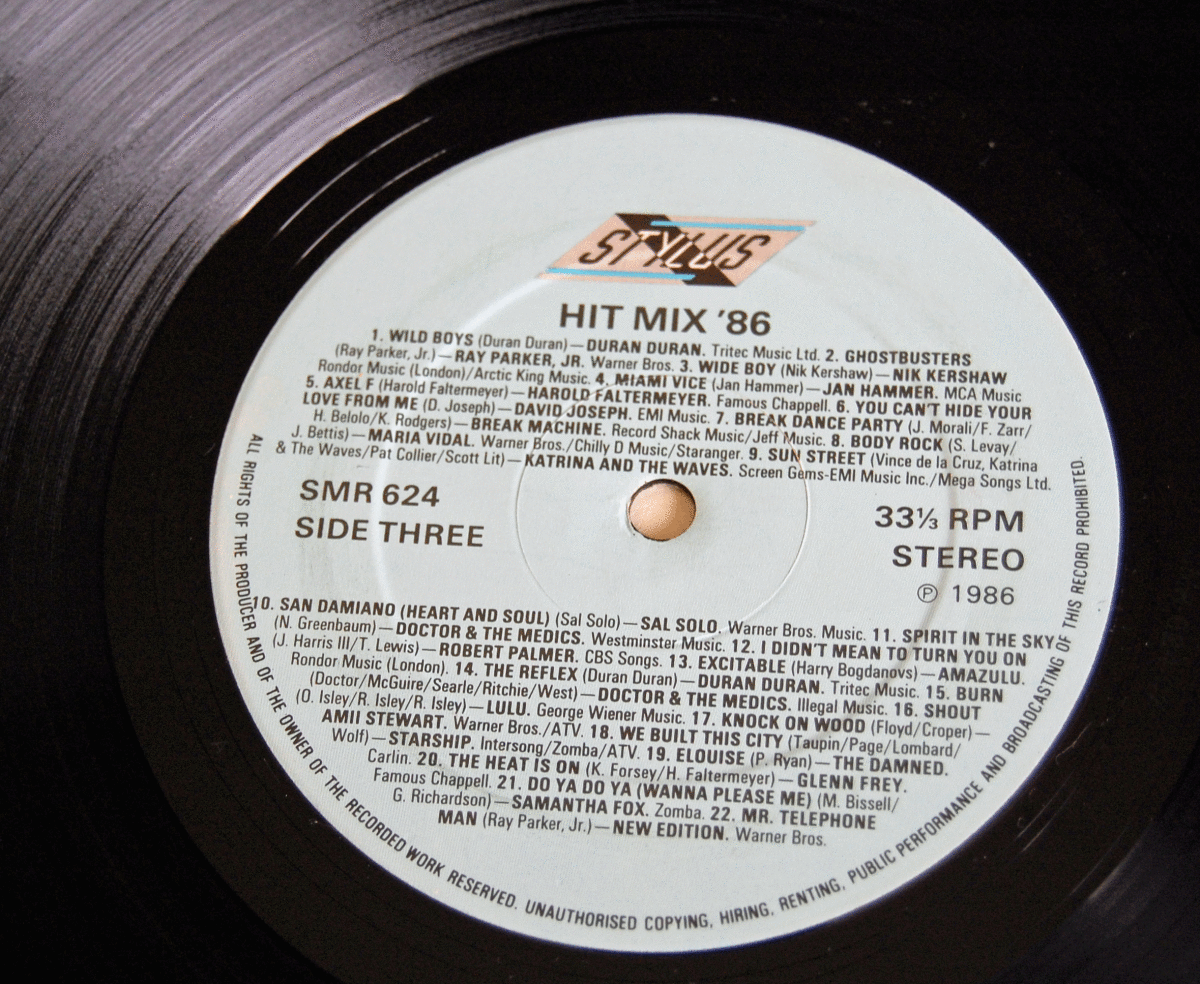 STYLUS
HIT MIX '86
1. WILD BOYS (Duran Duran)—DURAN DURAN. Tritec Music Ltd. 2. GHOSTBUSTERS
(Ray Parker, Jr.)—RAY PARKER, JR. Warner Bros. 3. WIDE BOY (Nik Kershaw)—NIK KERSHAW
Rondor Music (London)/Arctic King Music. 4. MIAMI VICE (Jan Hammer)—JAN HAMMER. MCA Music
5. AXEL F (Harold Faltermeyer)—HAROLD FALTERMEYER. Famous Chappell. 6. YOU CAN'T HIDE YOUR
LOVE FROM ME (D. Joseph)—DAVID JOSEPH. EMI Music. 7. BREAK DANCE PARTY (J. Morali/F. Zarr/
H. Belolo/K. Rodgers)—BREAK MACHINE. Record Shack Music/Jeff Music. 8. BODY ROCK (S. Levay/
J. Bettis)—MARIA VIDAL. Warner Bros./Chilly D Music/Staranger. 9. SUN STREET (Vince de la Cruz, Katrina
& The Waves/Pat Collier/Scott Lit)—KATRINA AND THE WAVES. Screen Gems-EMI Music Inc./Mega Songs Ltd.
SMR 624
SIDE THREE
33⅓ RPM
STEREO
℗ 1986
10. SAN DAMIANO (HEART AND SOUL) (Sal Solo)—SAL SOLO. Warner Bros. Music. 11. SPIRIT IN THE SKY
(N. Greenbaum)—DOCTOR & THE MEDICS. Westminster Music. 12. I DIDN'T MEAN TO TURN YOU ON
(J. Harris III/T. Lewis)—ROBERT PALMER. CBS Songs. 13. EXCITABLE (Harry Bogdanovs)—AMAZULU.
Rondor Music (London). 14. THE REFLEX (Duran Duran)—DURAN DURAN. Tritec Music. 15. BURN
(Doctor/McGuire/Searle/Ritchie/West)—DOCTOR & THE MEDICS. Illegal Music. 16. SHOUT
(O. Isley/R. Isley/R. Isley)—LULU. George Wiener Music. 17. KNOCK ON WOOD (Floyd/Croper)—
AMII STEWART. Warner Bros./ATV. 18. WE BUILT THIS CITY (Taupin/Page/Lombard/
Wolf)—STARSHIP. Intersong/Zomba/ATV. 19. ELOUISE (P. Ryan)—THE DAMNED.
Carlin. 20. THE HEAT IS ON (K. Forsey/H. Faltermeyer)—GLENN FREY.
Famous Chappell. 21. DO YA DO YA (WANNA PLEASE ME) (M. Bissell/
G. Richardson)—SAMANTHA FOX. Zomba. 22. MR. TELEPHONE
MAN (Ray Parker, Jr.)—NEW EDITION. Warner Bros.
ALL RIGHTS OF THE PRODUCER AND OF THE OWNER OF THE RECORDED WORK RESERVED. UNAUTHORISED COPYING, HIRING, RENTING, PUBLIC PERFORMANCE AND BROADCASTING OF THIS RECORD PROHIBITED.